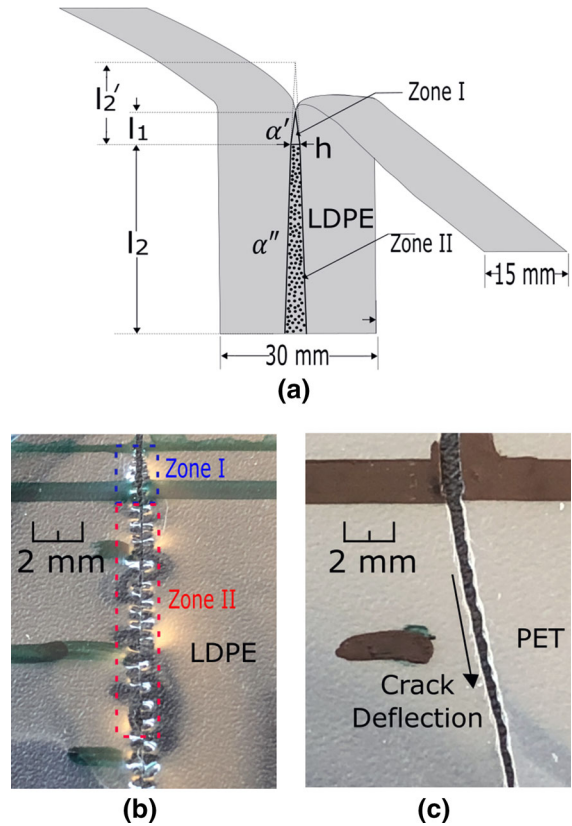 l₂'
l₁
α'
Zone I
h
l₂
α''
LDPE
Zone II
15 mm
30 mm
(a)
Zone I
2 mm
Zone II
LDPE
(b)
2 mm
PET
Crack
Deflection
(c)